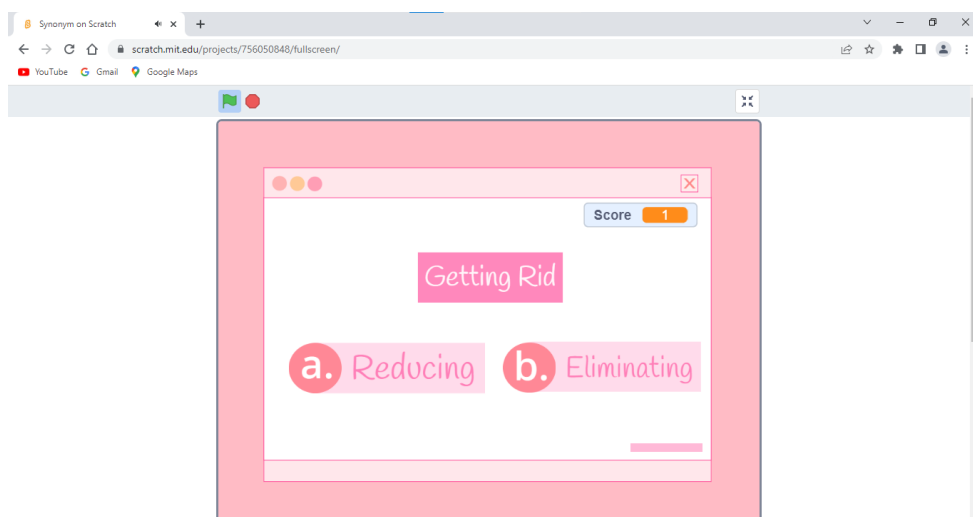 Synonym on Scratch
scratch.mit.edu/projects/756050848/fullscreen/
YouTube Gmail Google Maps
Score 1
Getting Rid
a. Reducing b. Eliminating